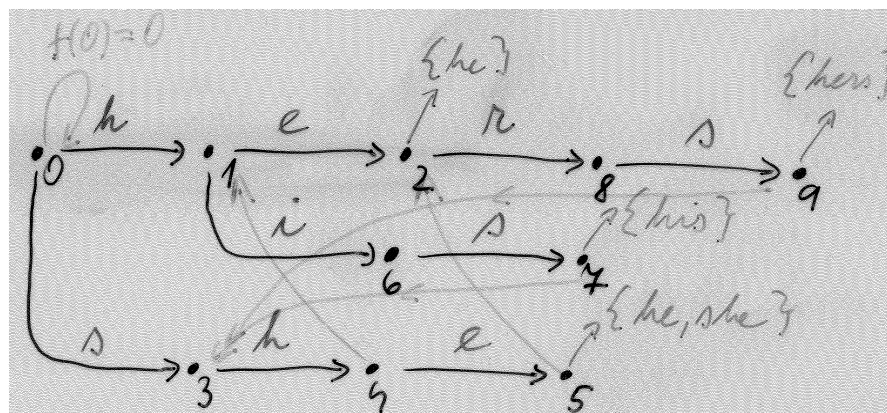 f(0)=0
{he}
{hers}
h e r s
0 1 2 8 9
i s {his}
6 7
s h e {he, she}
3 4 5